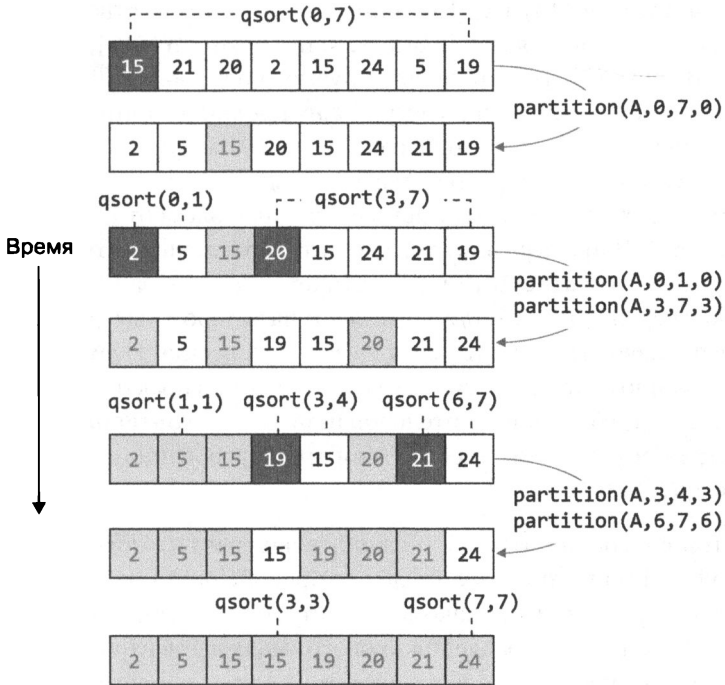 qsort(0,7)
15 21 20 2 15 24 5 19
partition(A,0,7,0)
2 5 15 20 15 24 21 19
qsort(0,1) qsort(3,7)
Время
2 5 15 20 15 24 21 19
partition(A,0,1,0)
partition(A,3,7,3)
2 5 15 19 15 20 21 24
qsort(1,1) qsort(3,4) qsort(6,7)
2 5 15 19 15 20 21 24
partition(A,3,4,3)
partition(A,6,7,6)
2 5 15 15 19 20 21 24
qsort(3,3) qsort(7,7)
2 5 15 15 19 20 21 24